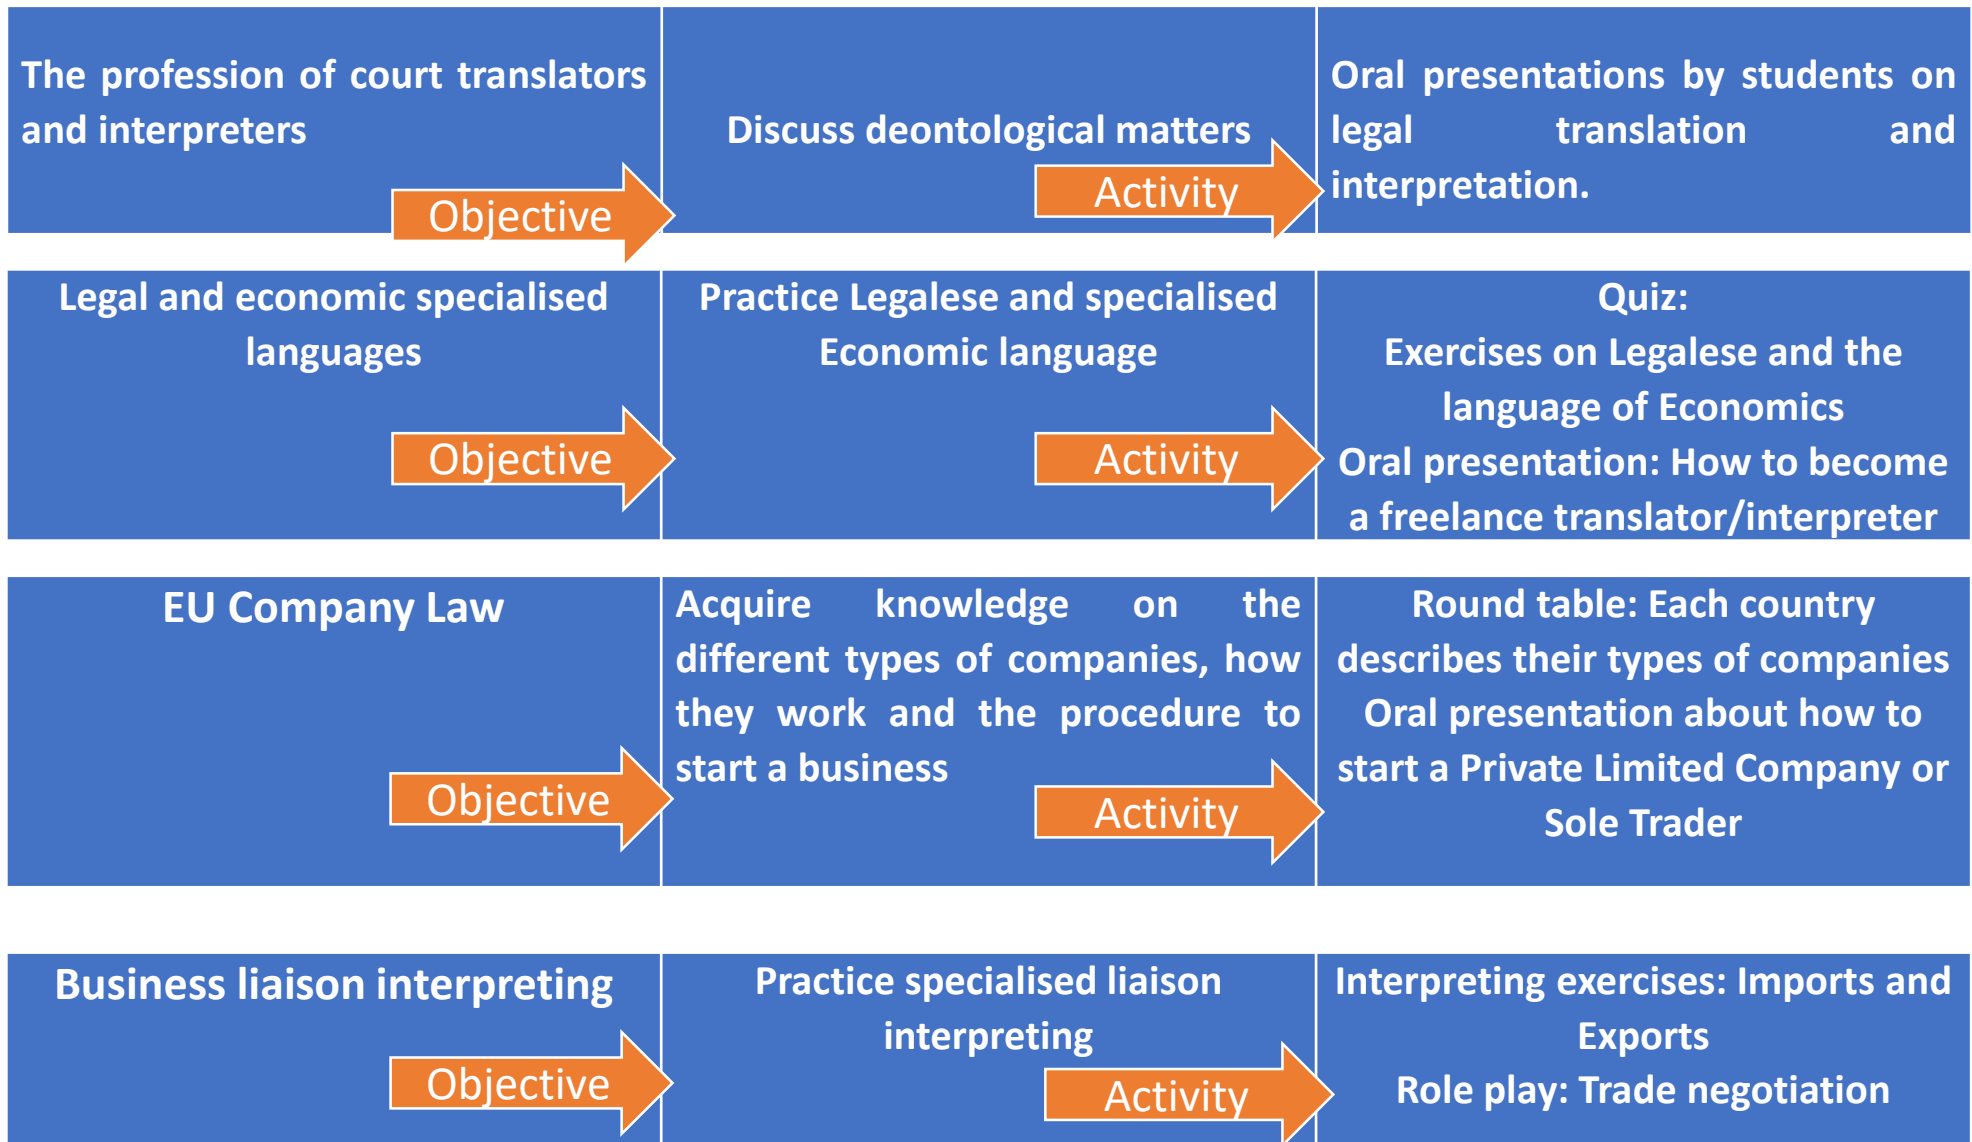 The profession of court translators
and interpreters
Objective
Discuss deontological matters
Activity
Oral presentations by students on
legal translation and
interpretation.
Legal and economic specialised
languages
Objective
Practice Legalese and specialised
Economic language
Activity
Quiz:
Exercises on Legalese and the
language of Economics
Oral presentation: How to become
a freelance translator/interpreter
EU Company Law
Objective
Acquire knowledge on the
different types of companies, how
they work and the procedure to
start a business
Activity
Round table: Each country
describes their types of companies
Oral presentation about how to
start a Private Limited Company or
Sole Trader
Business liaison interpreting
Objective
Practice specialised liaison
interpreting
Activity
Interpreting exercises: Imports and
Exports
Role play: Trade negotiation